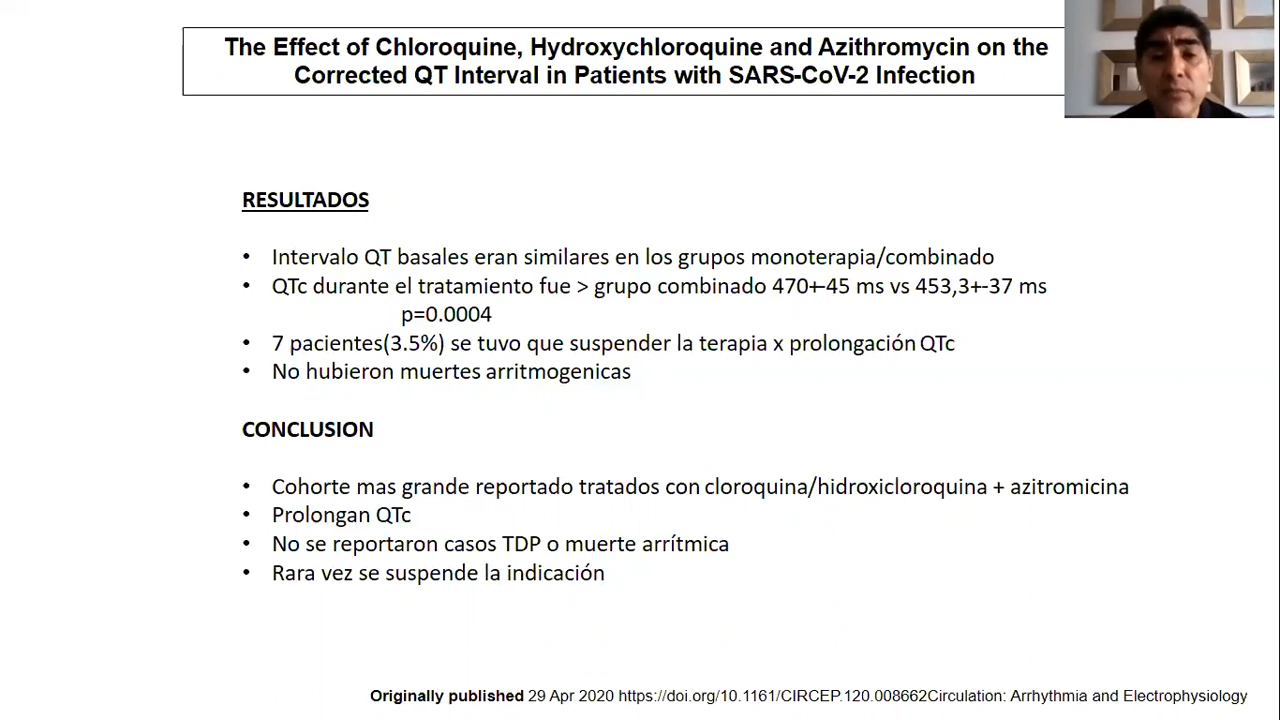 The Effect of Chloroquine, Hydroxychloroquine and Azithromycin on the
Corrected QT Interval in Patients with SARS-CoV-2 Infection
RESULTADOS
• Intervalo QT basales eran similares en los grupos monoterapia/combinado
• QTc durante el tratamiento fue > grupo combinado 470+-45 ms vs 453,3+-37 ms
p=0.0004
• 7 pacientes(3.5%) se tuvo que suspender la terapia x prolongación QTc
• No hubieron muertes arritmogenicas
CONCLUSION
• Cohorte mas grande reportado tratados con cloroquina/hidroxicloroquina + azitromicina
• Prolongan QTc
• No se reportaron casos TDP o muerte arrítmica
• Rara vez se suspende la indicación
Originally published 29 Apr 2020 https://doi.org/10.1161/CIRCEP.120.008662Circulation: Arrhythmia and Electrophysiology